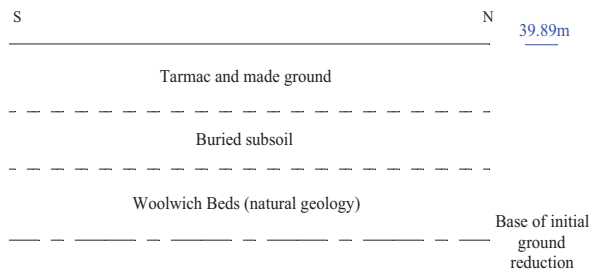 S
N
39.89m
Tarmac and made ground
Buried subsoil
Woolwich Beds (natural geology)
Base of initial
ground
reduction